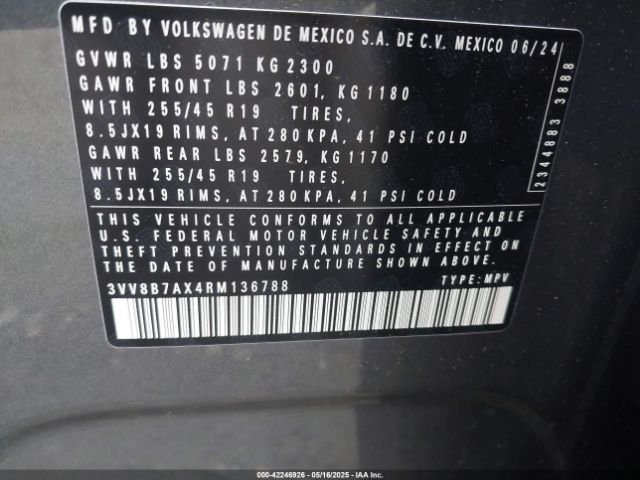 MFD BY VOLKSWAGEN DE MEXICO S.A. DE C.V. MEXICO 06/24
GVWR LBS 5071 KG 2300
GAWR FRONT LBS 2601, KG 1180
WITH 255/45 R19 TIRES,
8.5JX19 RIMS, AT 280 KPA, 41 PSI COLD
GAWR REAR LBS 2579, KG 1170
WITH 255/45 R19 TIRES,
8.5JX19 RIMS, AT 280 KPA, 41 PSI COLD
2344883 3888
THIS VEHICLE CONFORMS TO ALL APPLICABLE
U.S. FEDERAL MOTOR VEHICLE SAFETY AND
THEFT PREVENTION STANDARDS IN EFFECT ON
DATE OF MANUFACTURE SHOWN ABOVE.
3VV8B7AX4RM136788 TYPE: MPV
000-42246926 - 05/16/2025 - IAAI.COM